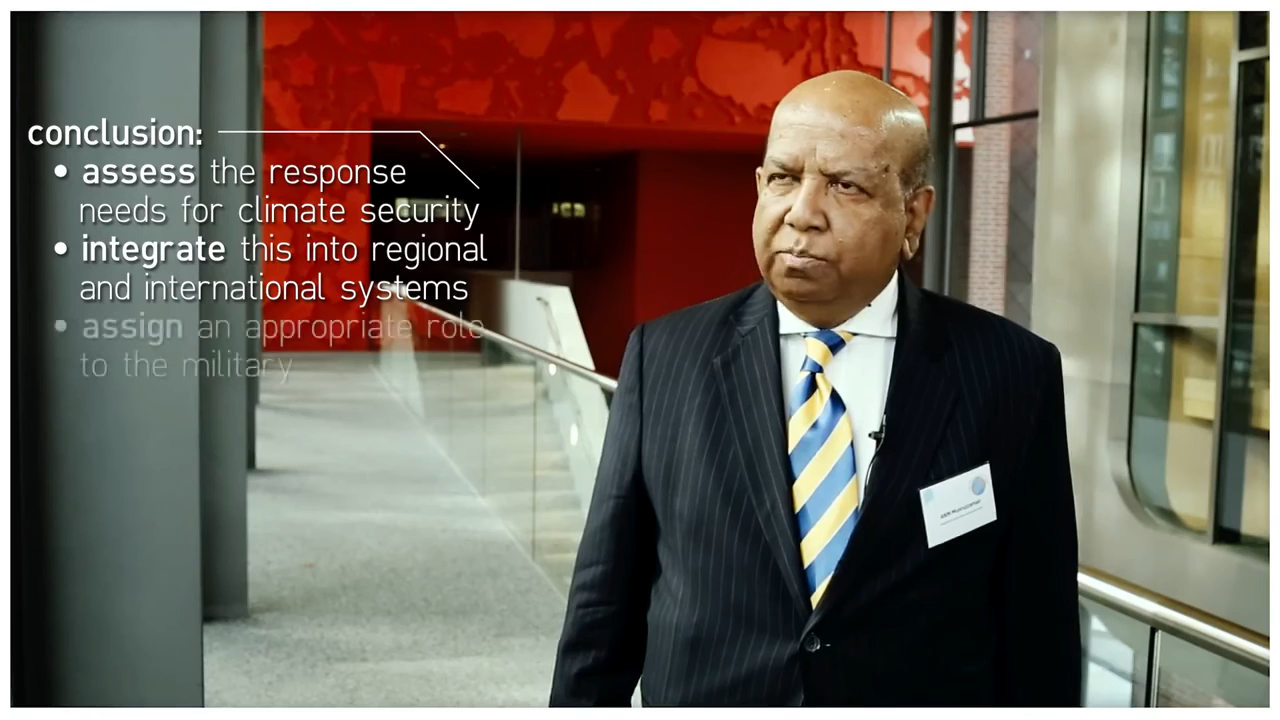 conclusion:
• assess the response
needs for climate security
• integrate this into regional
and international systems
• assign an appropriate role
to the military